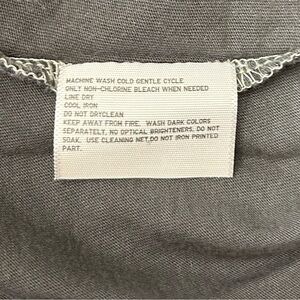 MACHINE WASH COLD GENTLE CYCLE
ONLY NON-CHLORINE BLEACH WHEN NEEDED
LINE DRY
COOL IRON
DO NOT DRYCLEAN
KEEP AWAY FROM FIRE. WASH DARK COLORS
SEPARATELY, NO OPTICAL BRIGHTENERS. DO NOT
SOAK. USE CLEANING NET.DO NOT IRON PRINTED
PART.